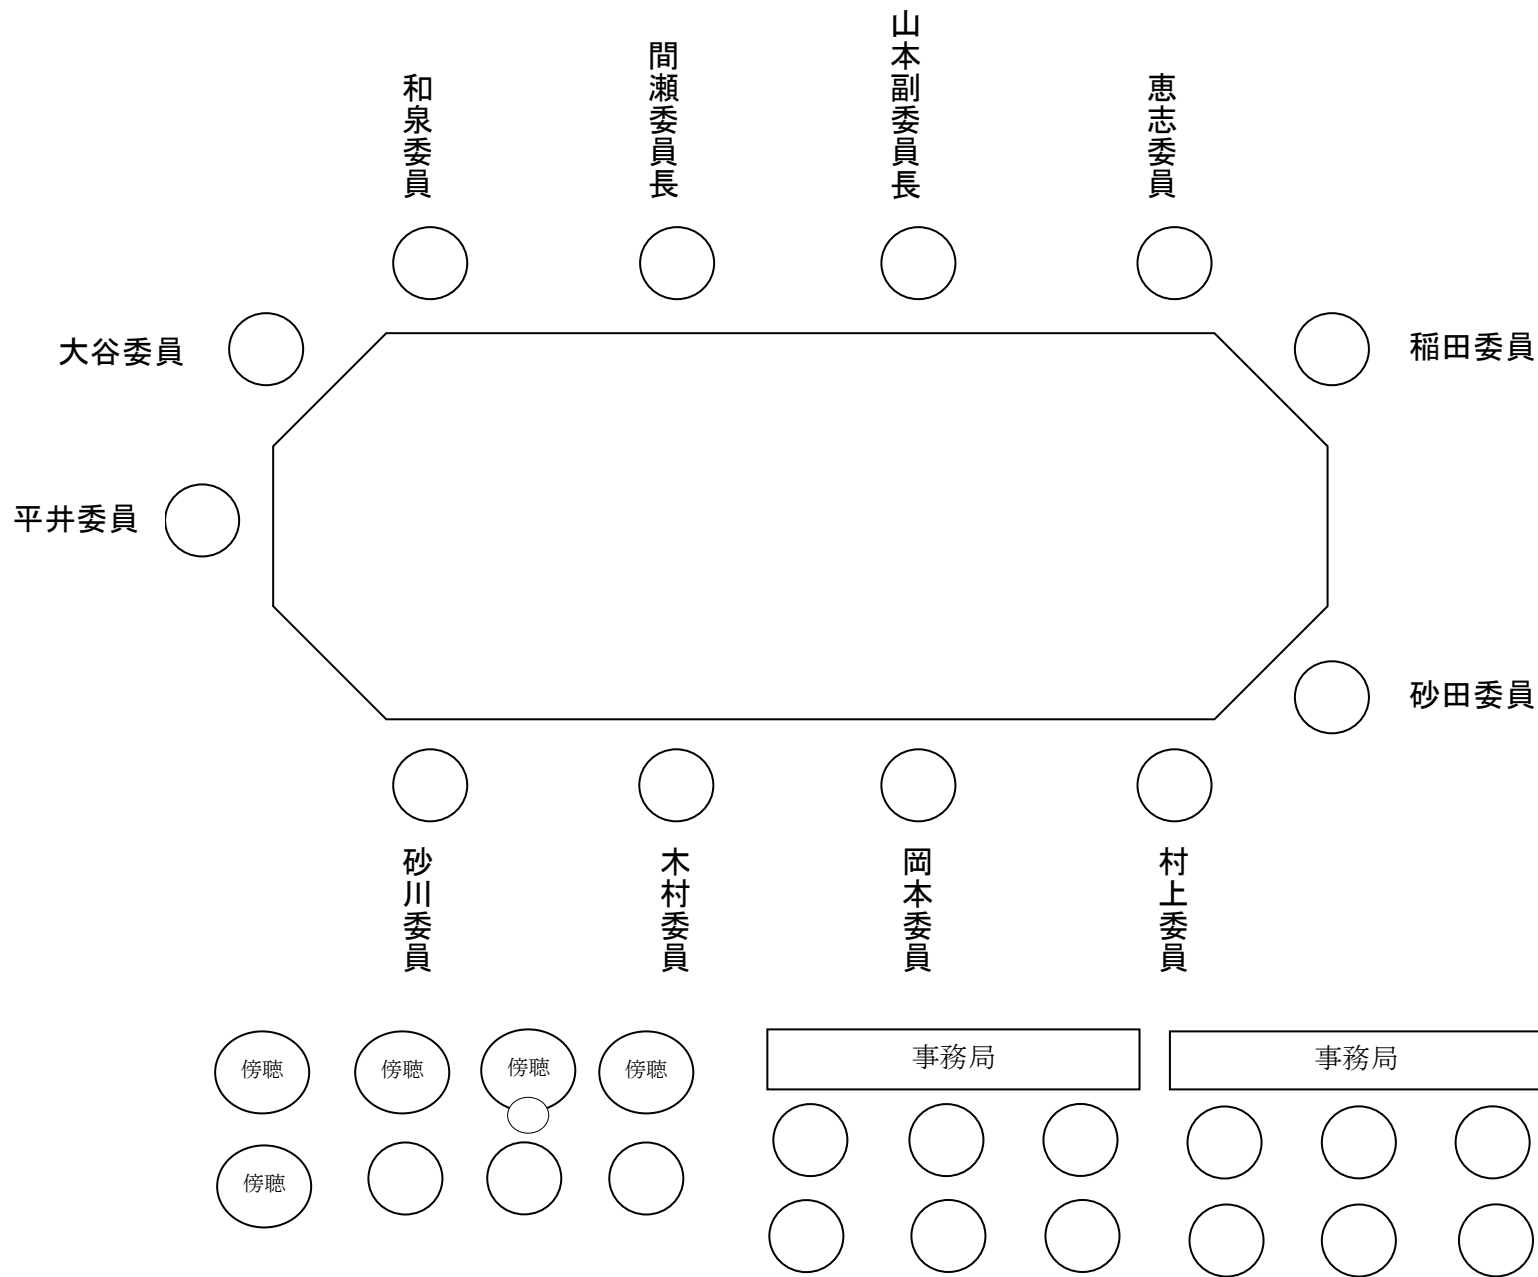 和泉委員
間瀬委員長
山本副委員長
恵志委員
大谷委員
稲田委員
平井委員
砂田委員
砂川委員
木村委員
岡本委員
村上委員
傍聴
傍聴
傍聴
傍聴
事務局
事務局
傍聴